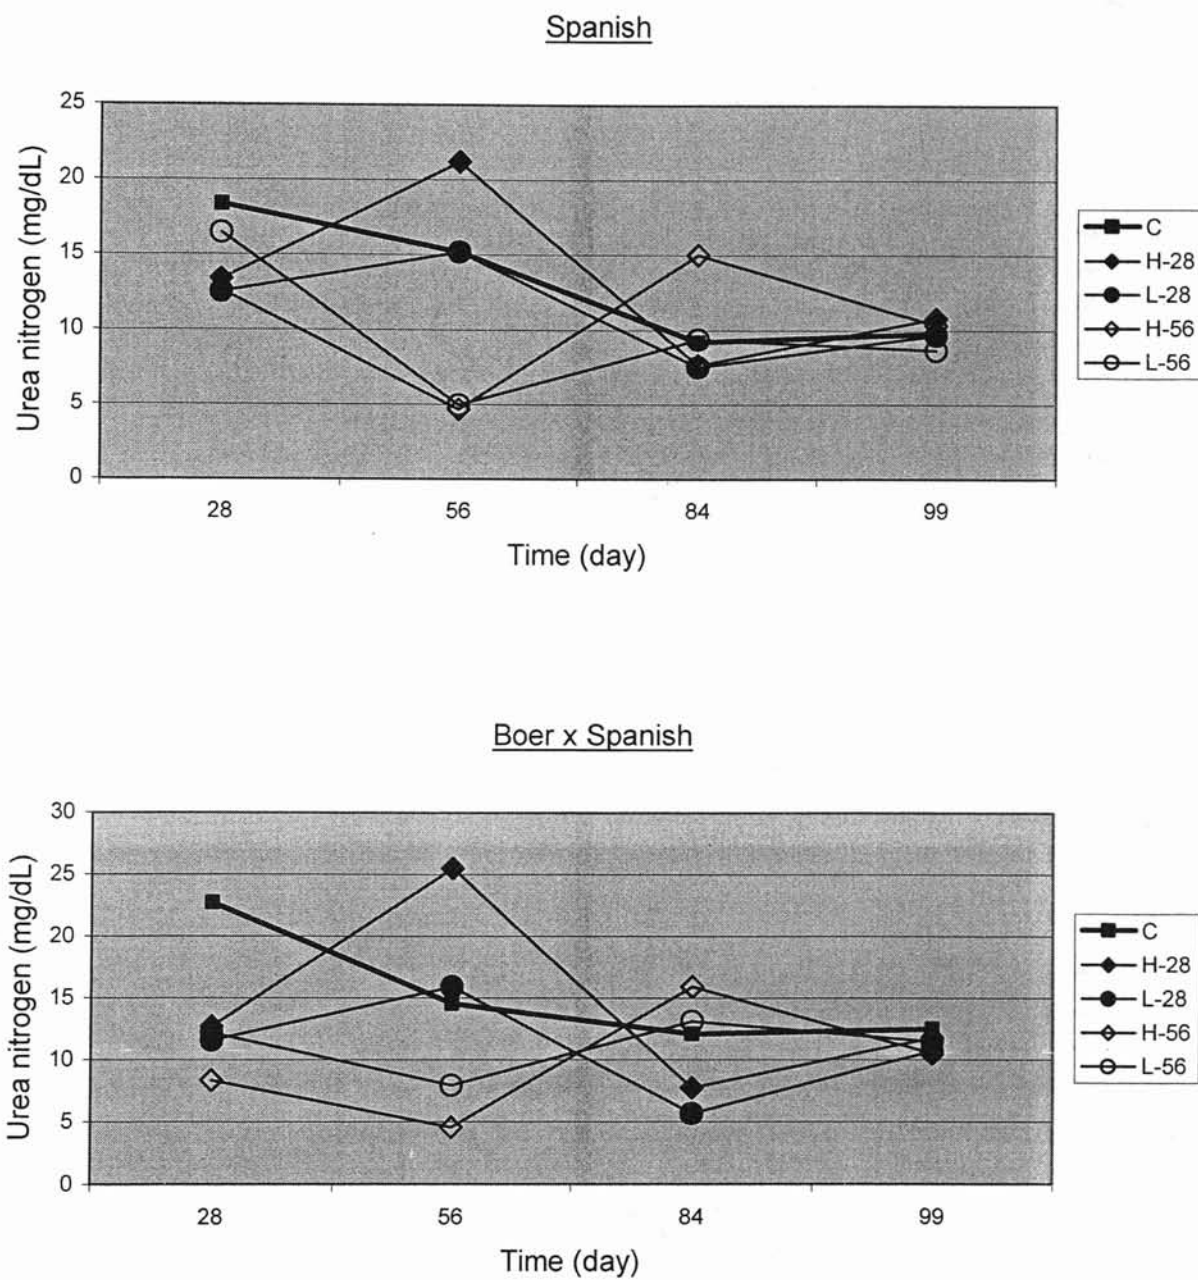 Spanish
25
20
15
10
5
0
Urea nitrogen (mg/dL)
28 56 84 99
Time (day)
C
H-28
L-28
H-56
L-56
Boer x Spanish
30
25
20
15
10
5
0
Urea nitrogen (mg/dL)
28 56 84 99
Time (day)
C
H-28
L-28
H-56
L-56